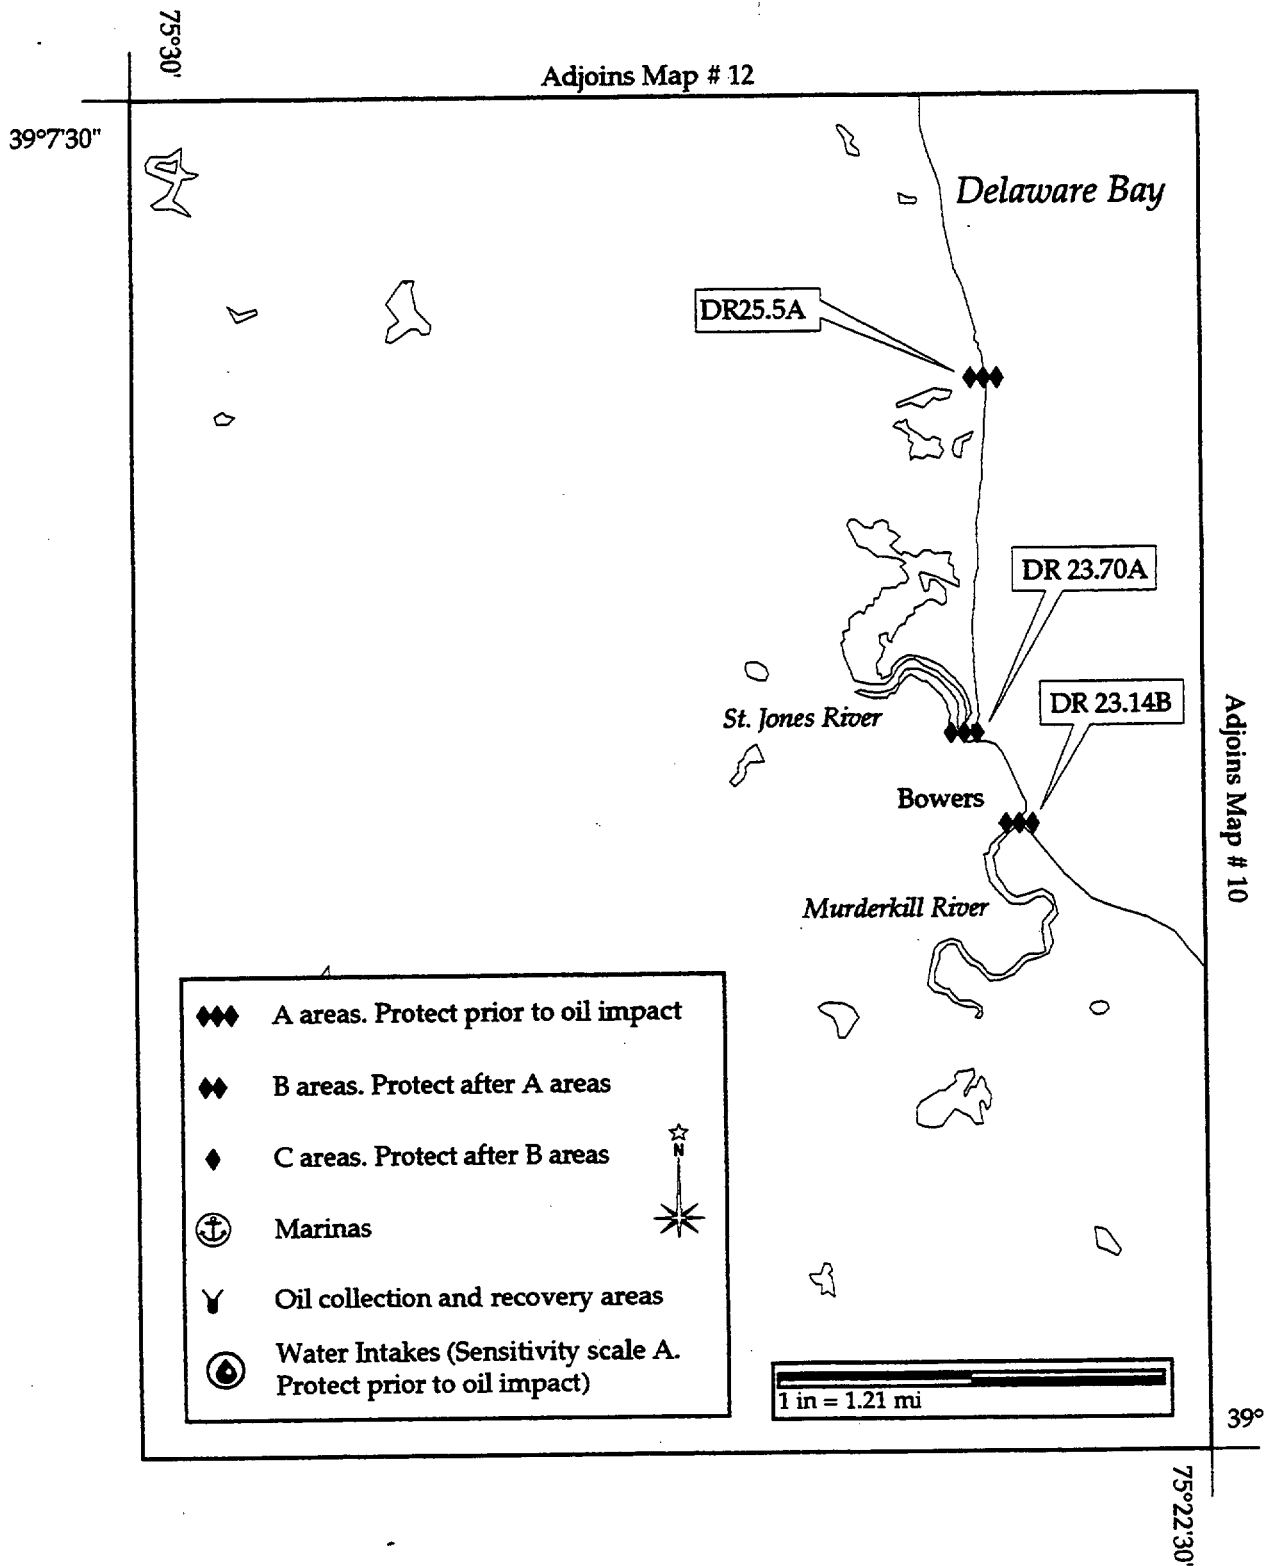 75°30'
Adjoins Map # 12
39°7'30"
Delaware Bay
DR25.5A
DR 23.70A
DR 23.14B
St. Jones River
Bowers
Adjoins Map # 10
Murderkill River
A areas. Protect prior to oil impact
B areas. Protect after A areas
C areas. Protect after B areas
N
Marinas
Oil collection and recovery areas
Water Intakes (Sensitivity scale A.
Protect prior to oil impact)
1 in = 1.21 mi
39°
75°22'30'